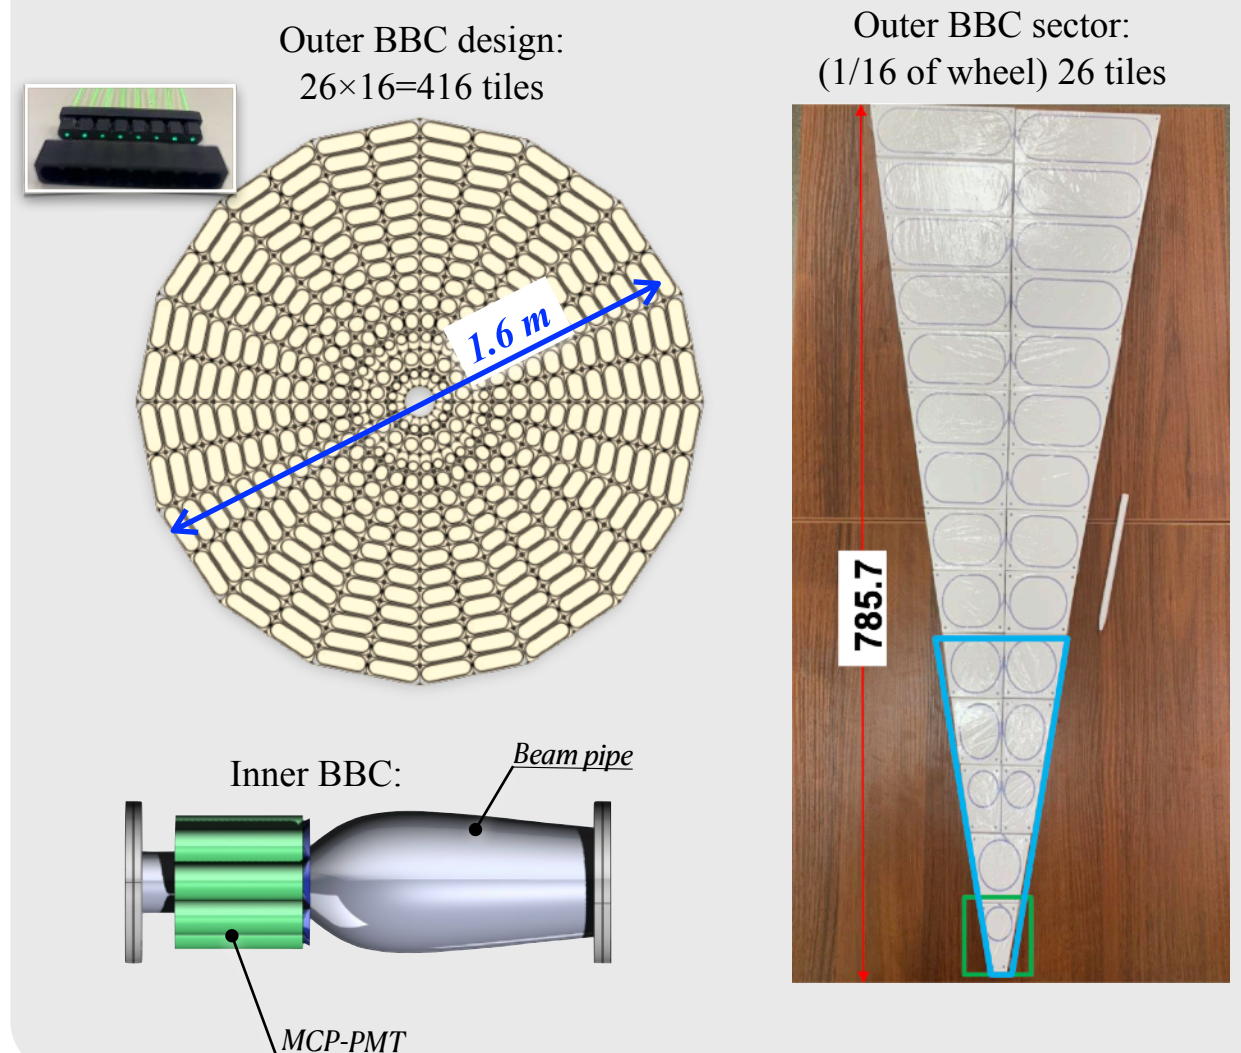 Outer BBC design:
26×16=416 tiles
1.6 m
Outer BBC sector:
(1/16 of wheel) 26 tiles
785.7
Inner BBC:
Beam pipe
MCP-PMT